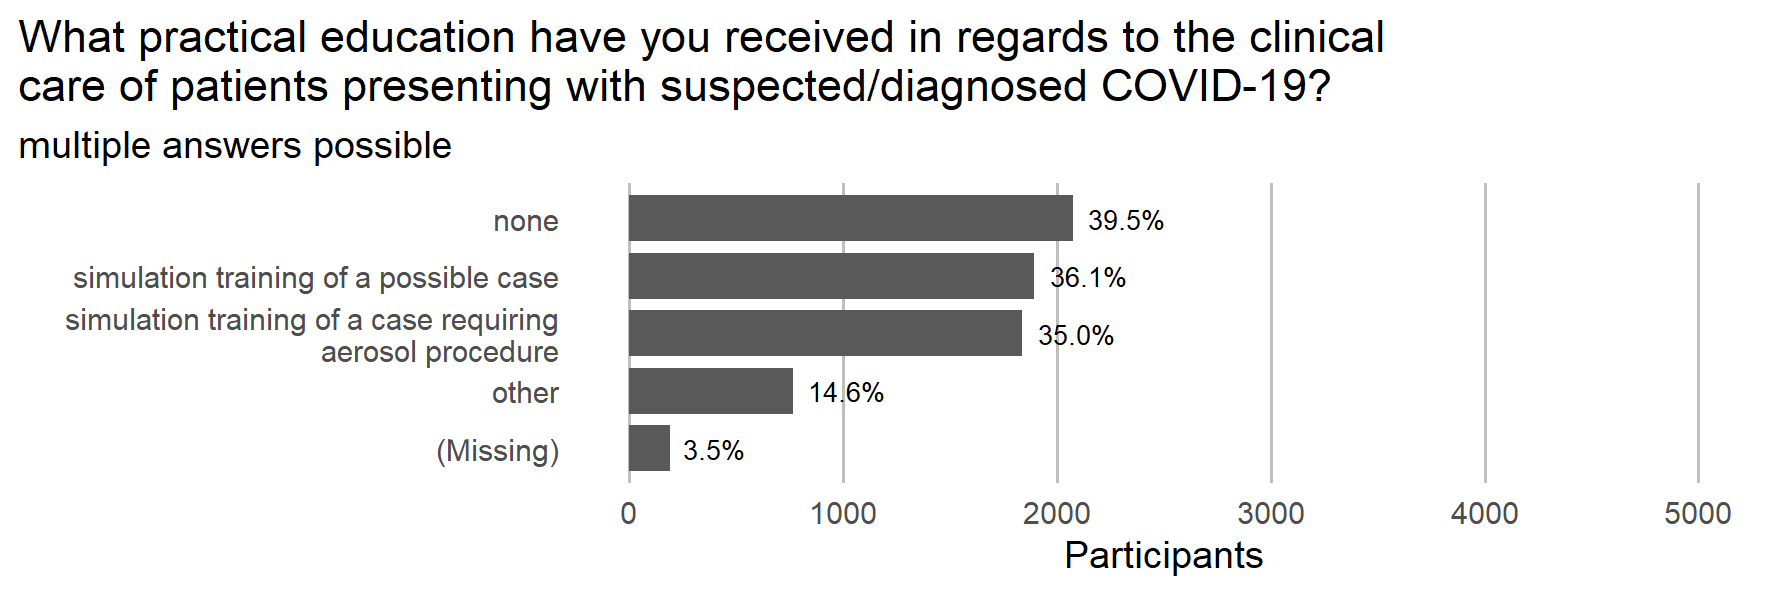 What practical education have you received in regards to the clinical
care of patients presenting with suspected/diagnosed COVID-19?
multiple answers possible
none
39.5%
simulation training of a possible case
36.1%
simulation training of a case requiring
aerosol procedure
35.0%
other
14.6%
(Missing)
3.5%
0 1000 2000 3000 4000 5000
Participants